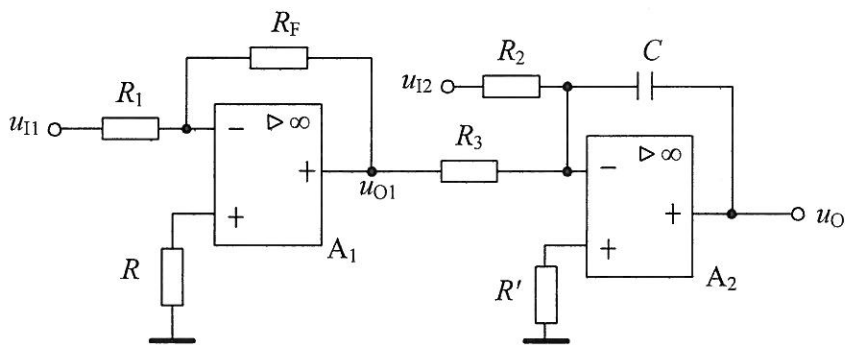 R_F
R_2
C
u_I2
R_1
u_I1
− ▷ ∞
R_3
− ▷ ∞
+
u_O1
+
u_O
+
A_1
+
R
R′
A_2